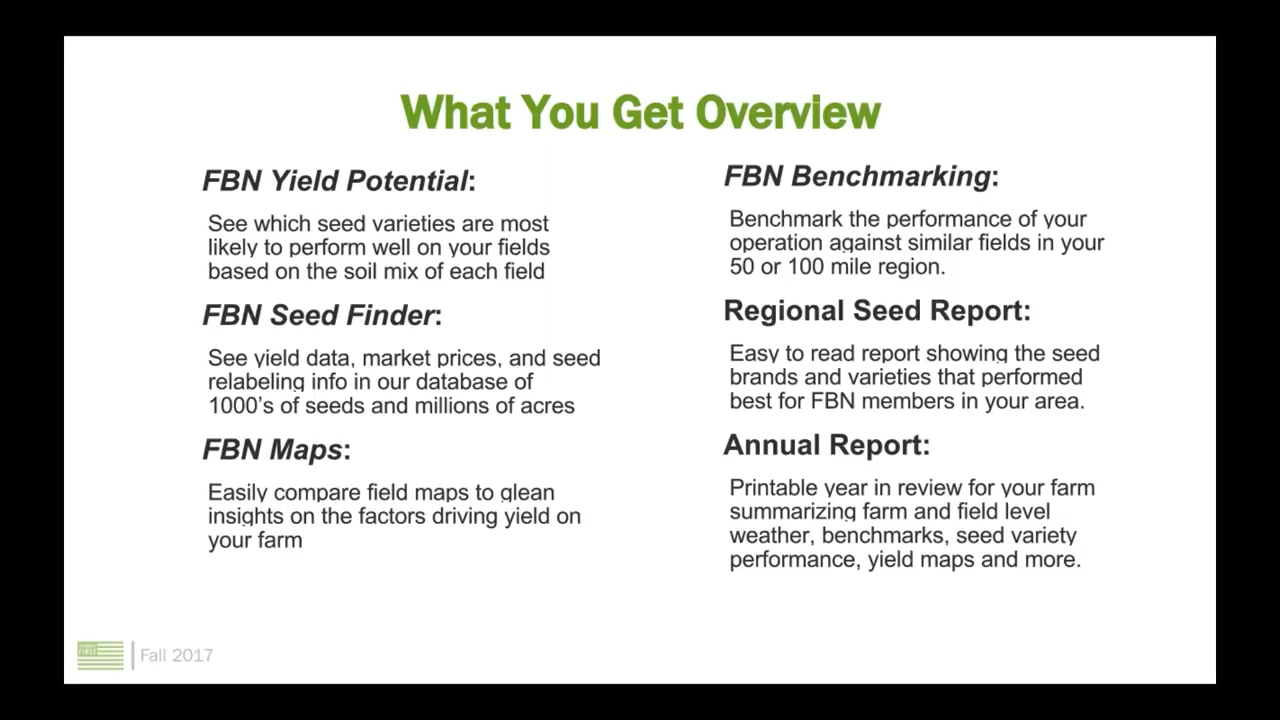 What You Get Overview
FBN Yield Potential:
See which seed varieties are most
likely to perform well on your fields
based on the soil mix of each field
FBN Seed Finder:
See yield data, market prices, and seed
relabeling info in our database of
1000's of seeds and millions of acres
FBN Maps:
Easily compare field maps to glean
insights on the factors driving yield on
your farm
FBN Benchmarking:
Benchmark the performance of your
operation against similar fields in your
50 or 100 mile region.
Regional Seed Report:
Easy to read report showing the seed
brands and varieties that performed
best for FBN members in your area.
Annual Report:
Printable year in review for your farm
summarizing farm and field level
weather, benchmarks, seed variety
performance, yield maps and more.
FIRST
Fall 2017